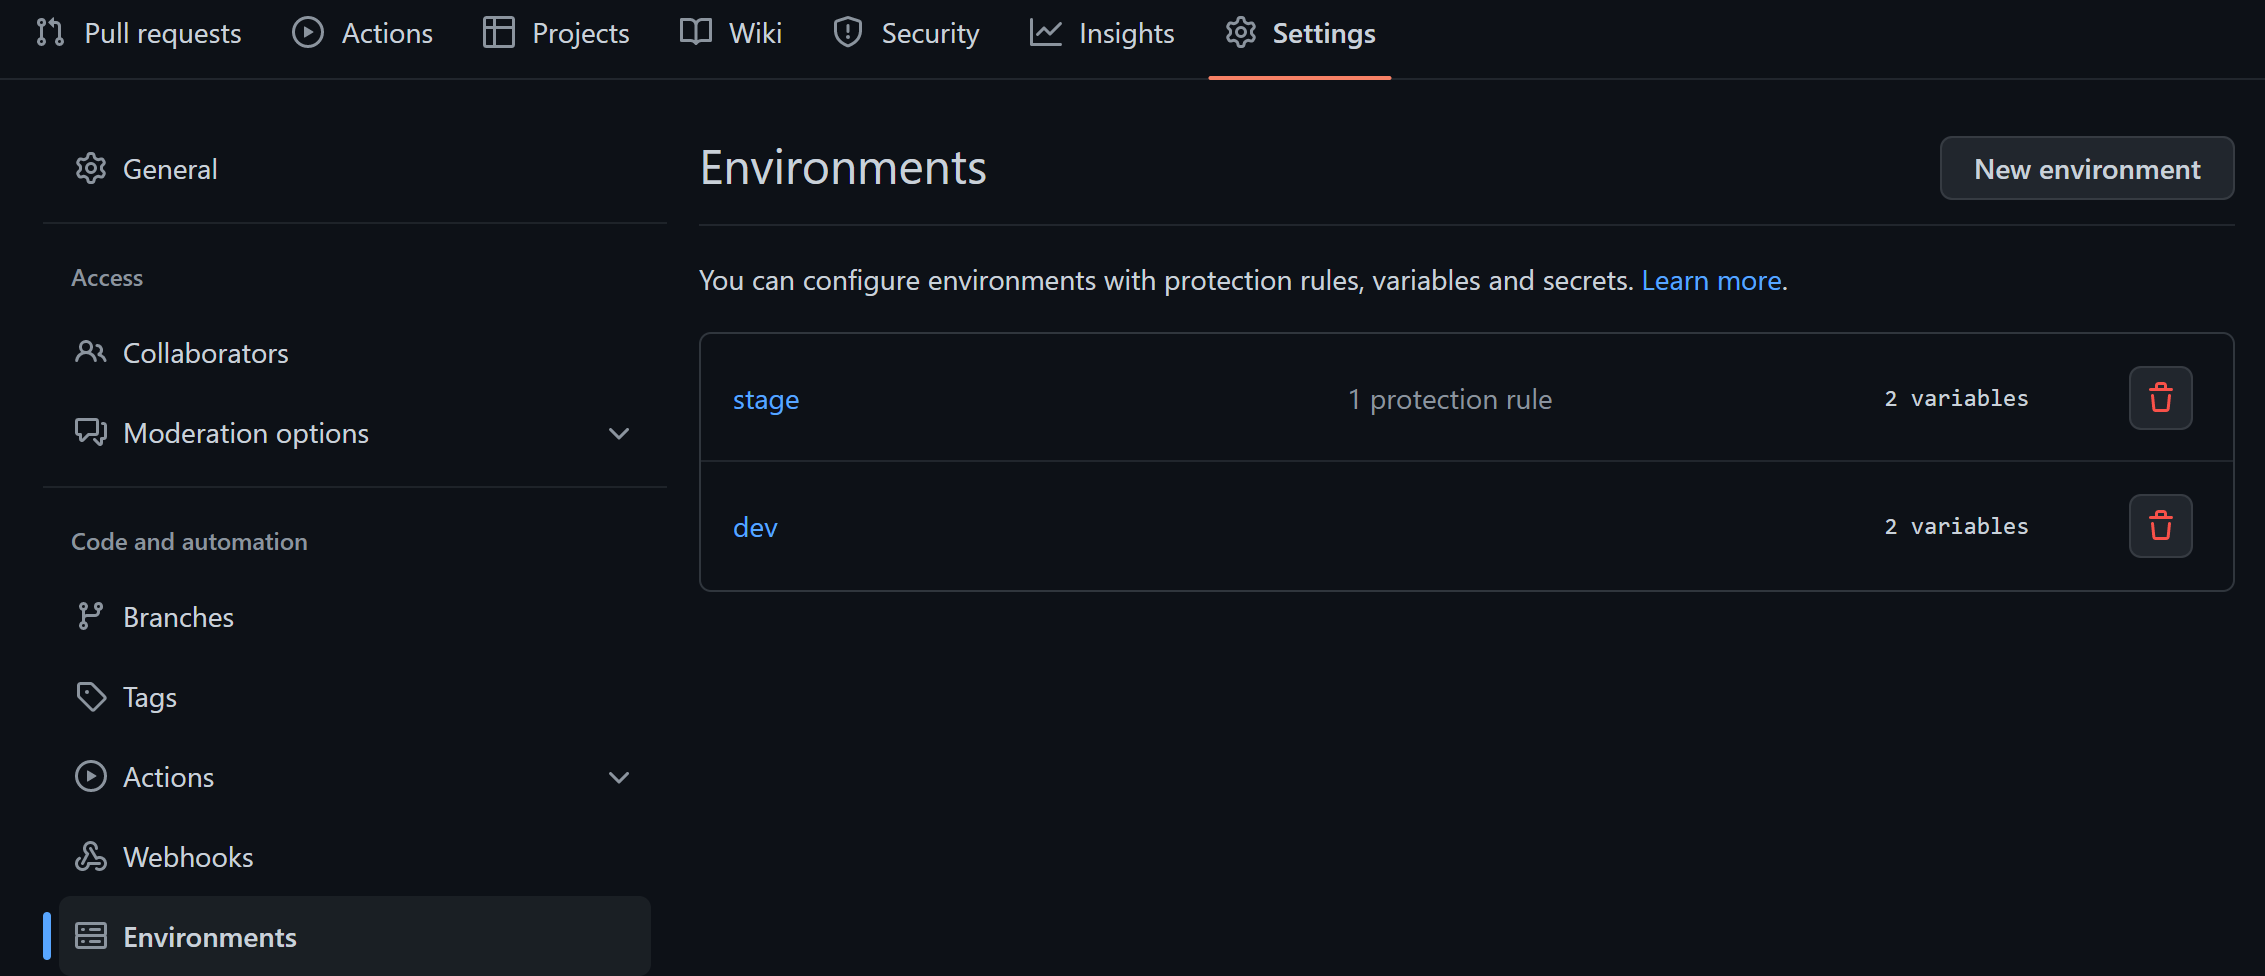 Pull requests Actions Projects Wiki Security Insights Settings
General
Access
Collaborators
Moderation options
Code and automation
Branches
Tags
Actions
Webhooks
Environments
Environments
New environment
You can configure environments with protection rules, variables and secrets. Learn more.
stage 1 protection rule 2 variables
dev 2 variables